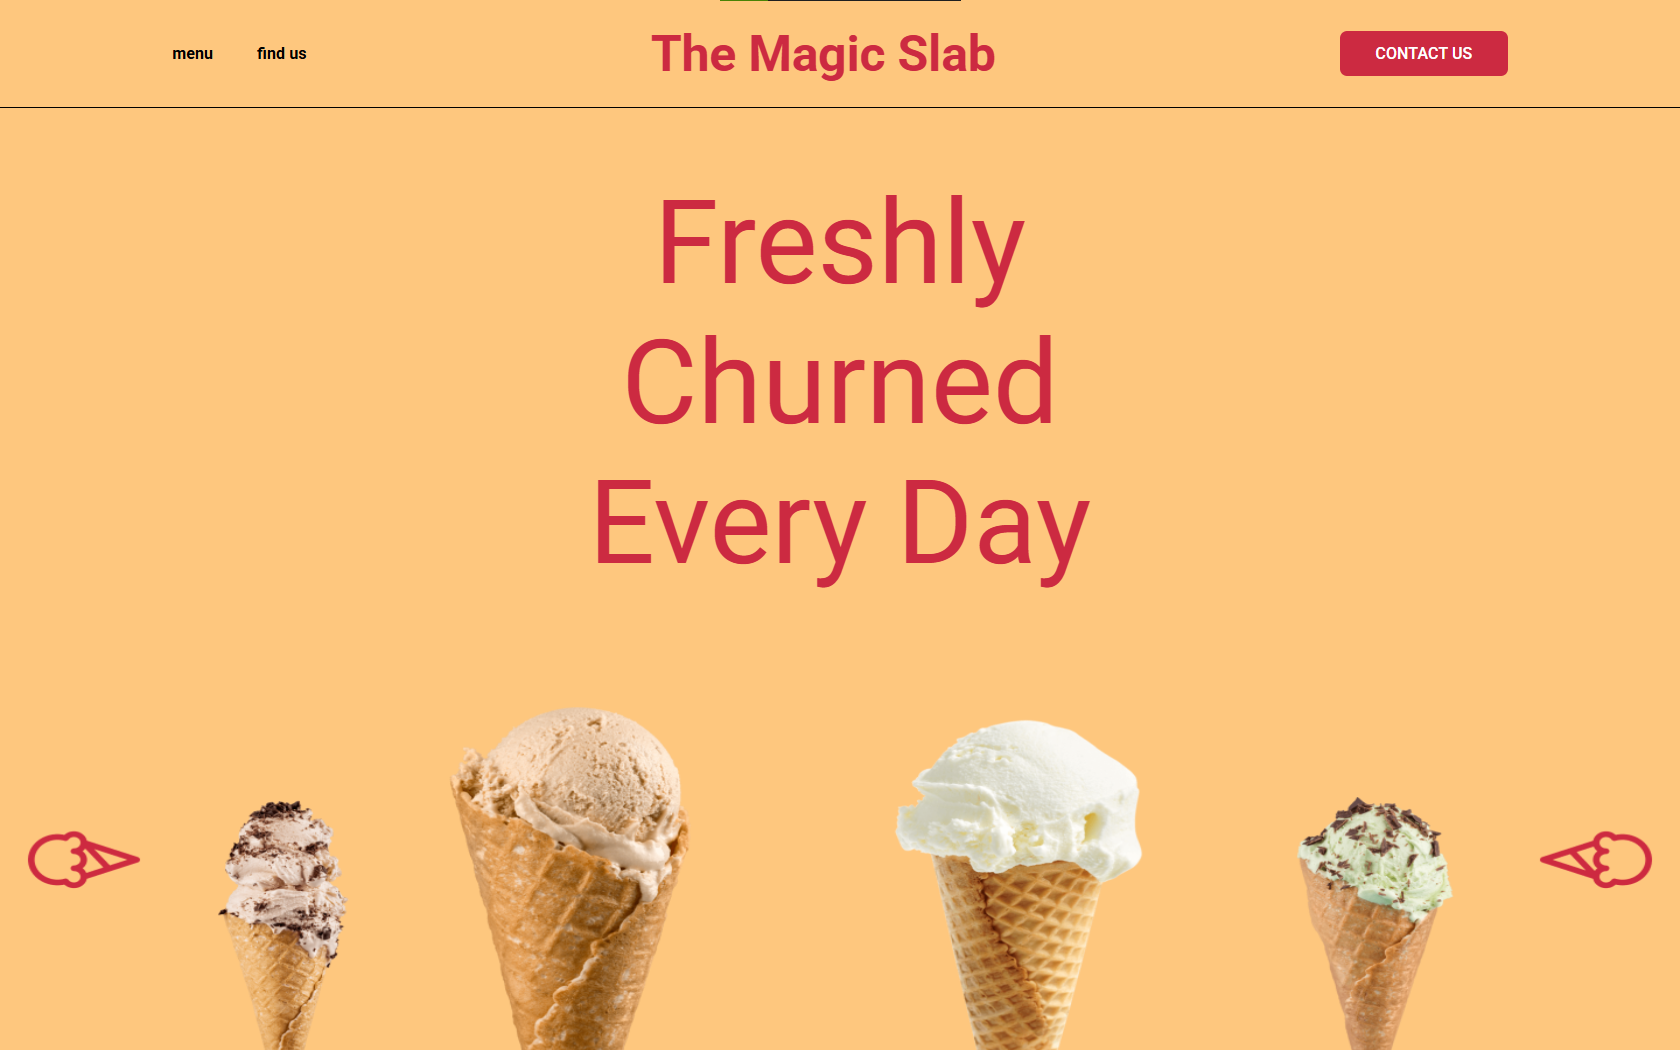 menu
find us
The Magic Slab
CONTACT US
Freshly
Churned
Every Day